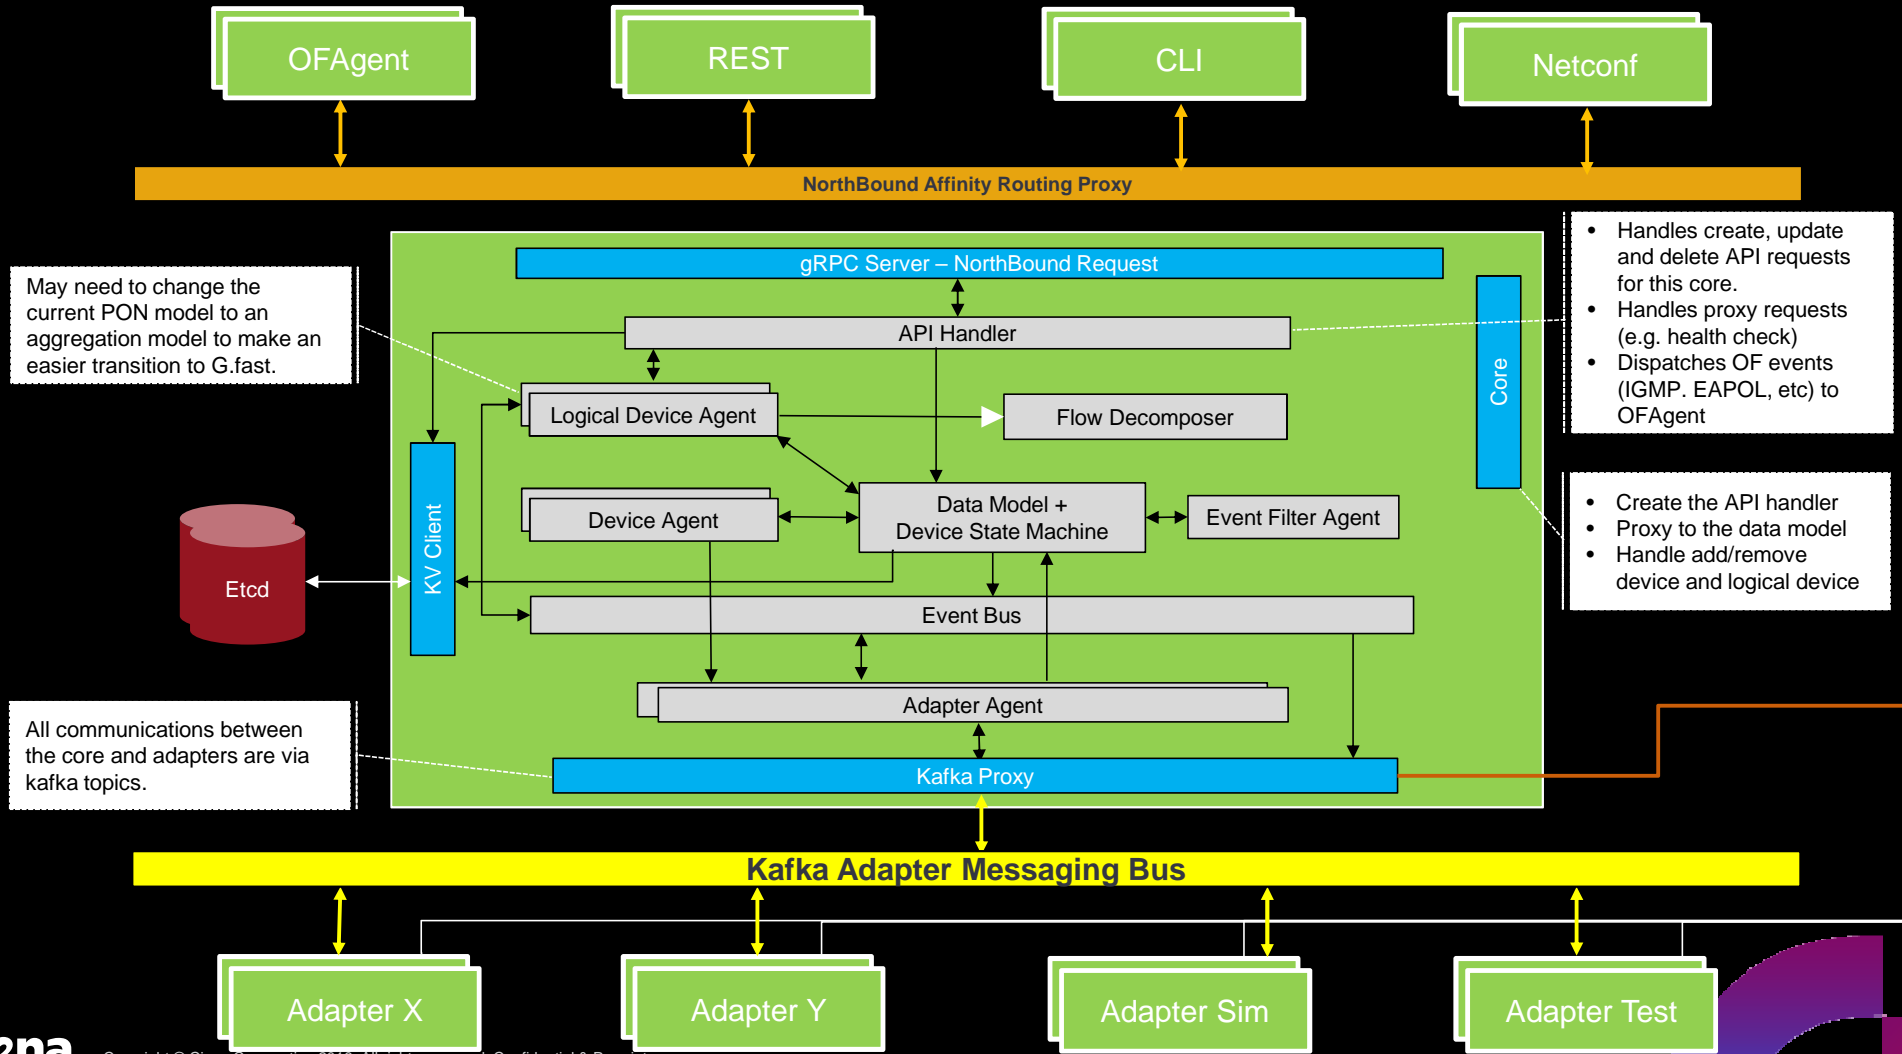 OFAgent
REST
CLI
Netconf
NorthBound Affinity Routing Proxy
gRPC Server – NorthBound Request
API Handler
Logical Device Agent
Flow Decomposer
Device Agent
Data Model +
Device State Machine
Event Filter Agent
KV Client
Core
Etcd
Event Bus
Adapter Agent
Kafka Proxy
May need to change the
current PON model to an
aggregation model to make an
easier transition to G.fast.
All communications between
the core and adapters are via
kafka topics.
• Handles create, update
and delete API requests
for this core.
• Handles proxy requests
(e.g. health check)
• Dispatches OF events
(IGMP. EAPOL, etc) to
OFAgent
• Create the API handler
• Proxy to the data model
• Handle add/remove
device and logical device
Kafka Adapter Messaging Bus
Adapter X
Adapter Y
Adapter Sim
Adapter Test